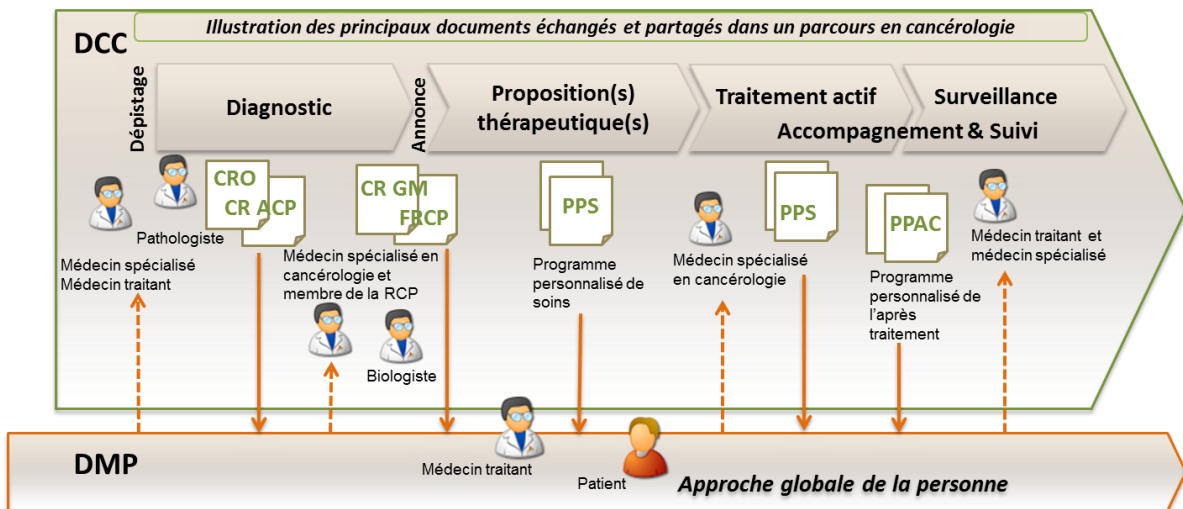 Illustration des principaux documents échangés et partagés dans un parcours en cancérologie
DCC
Dépistage
Diagnostic
Annonce
Proposition(s)
thérapeutique(s)
Traitement actif
Surveillance
Accompagnement & Suivi
CRO
CR ACP
CR GM
FRCP
PPS
PPS
PPAC
Pathologiste
Médecin spécialisé
Médecin traitant
Médecin spécialisé en
cancérologie et
membre de la RCP
Biologiste
Programme
personnalisé de
soins
Médecin spécialisé
en cancérologie
Programme
personnalisé de
l'après
traitement
Médecin traitant et
médecin spécialisé
DMP
Médecin traitant
Patient
Approche globale de la personne